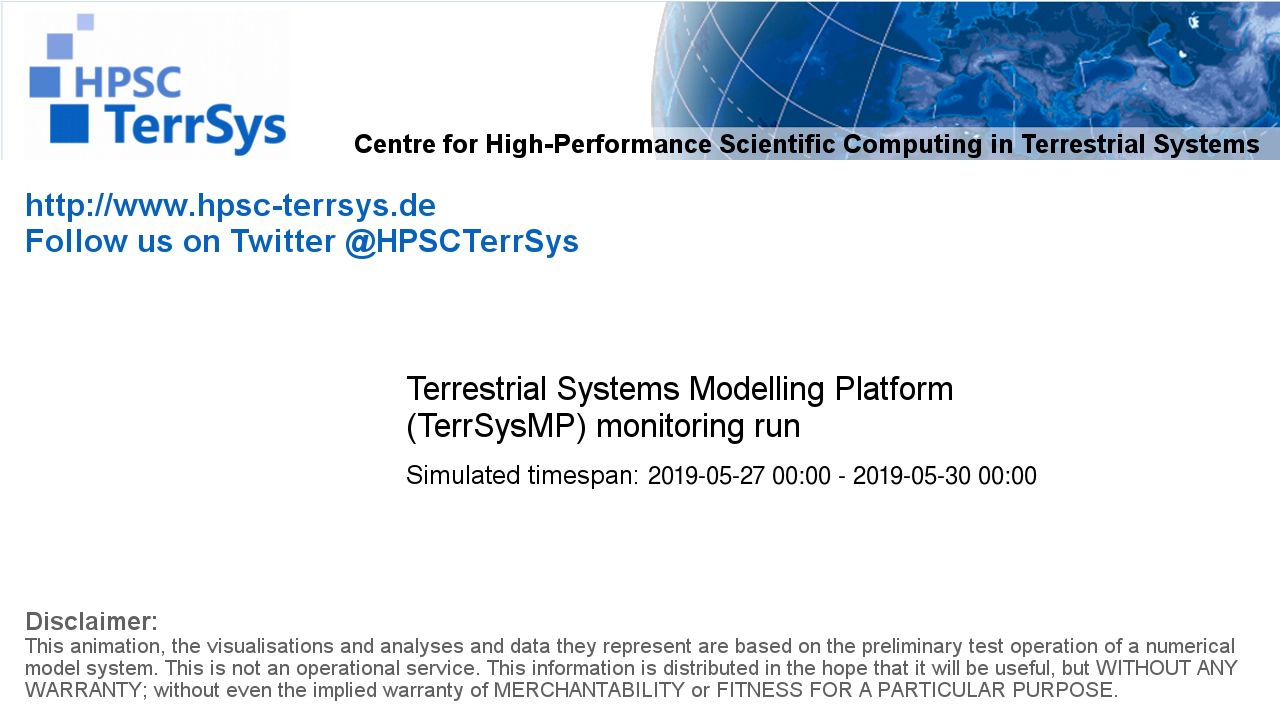 HPSC
TerrSys
Centre for High-Performance Scientific Computing in Terrestrial Systems
http://www.hpsc-terrsys.de
Follow us on Twitter @HPSCTerrSys
Terrestrial Systems Modelling Platform
(TerrSysMP) monitoring run
Simulated timespan: 2019-05-27 00:00 - 2019-05-30 00:00
Disclaimer:
This animation, the visualisations and analyses and data they represent are based on the preliminary test operation of a numerical
model system. This is not an operational service. This information is distributed in the hope that it will be useful, but WITHOUT ANY
WARRANTY; without even the implied warranty of MERCHANTABILITY or FITNESS FOR A PARTICULAR PURPOSE.